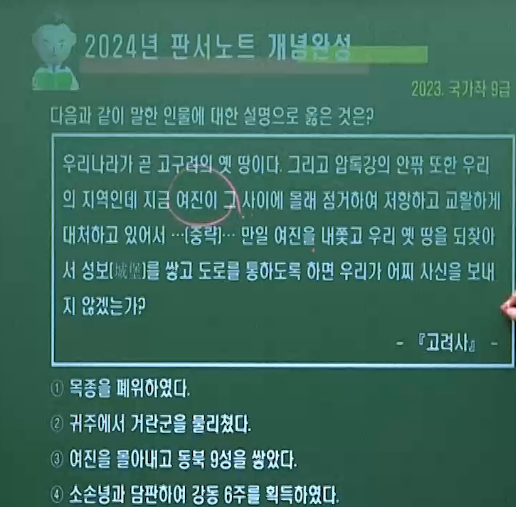 2024년 판서노트 개념완성
2023. 국가직 9급
다음과 같이 말한 인물에 대한 설명으로 옳은 것은?
우리나라가 곧 고구려의 옛 땅이다. 그리고 압록강의 안팎 또한 우리
의 지역인데 지금 여진이 그 사이에 몰래 점거하여 저항하고 교활하게
대처하고 있어서 …(중략)… 만일 여진을 내쫓고 우리 옛 땅을 되찾아
서 성보(城堡)를 쌓고 도로를 통하도록 하면 우리가 어찌 사신을 보내
지 않겠는가?
- 『고려사』 -
① 목종을 폐위하였다.
② 귀주에서 거란군을 물리쳤다.
③ 여진을 몰아내고 동북 9성을 쌓았다.
④ 소손녕과 담판하여 강동 6주를 획득하였다.